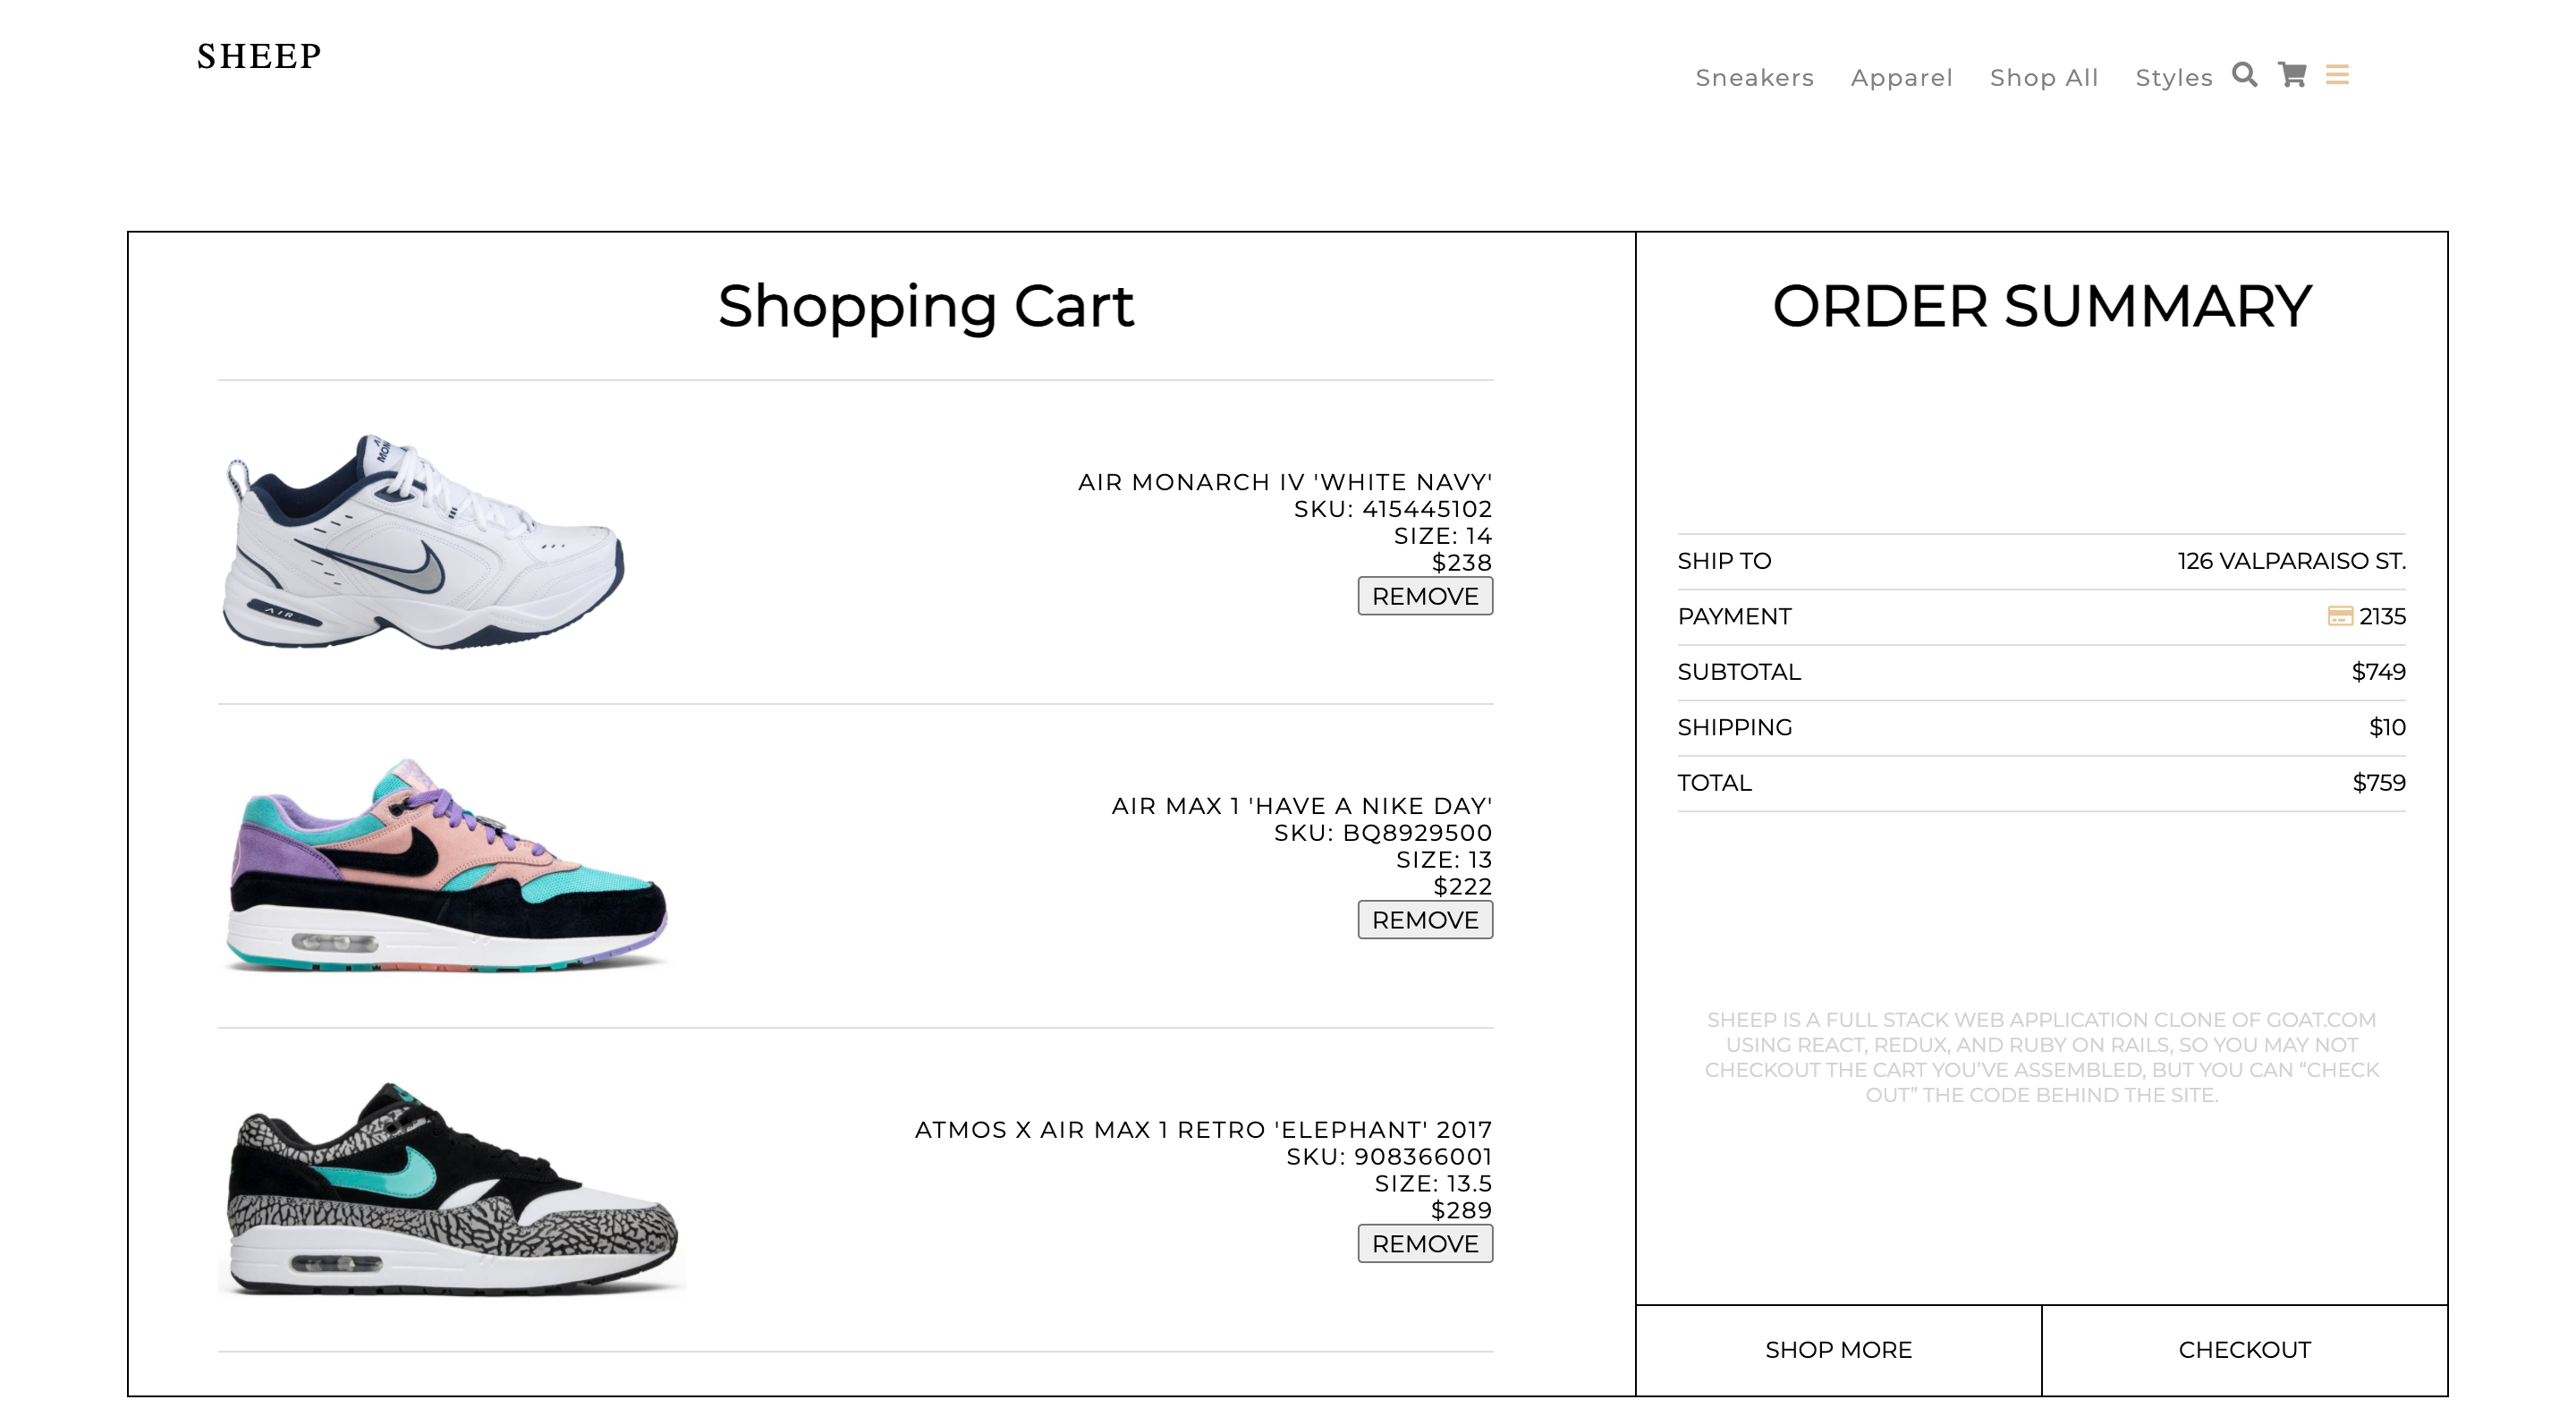 SHEEP
Sneakers Apparel Shop All Styles
Shopping Cart
AIR MONARCH IV 'WHITE NAVY'
SKU: 415445102
SIZE: 14
$238
REMOVE
AIR
AIR MAX 1 'HAVE A NIKE DAY'
SKU: BQ8929500
SIZE: 13
$222
REMOVE
ATMOS X AIR MAX 1 RETRO 'ELEPHANT' 2017
SKU: 908366001
SIZE: 13.5
$289
REMOVE
ORDER SUMMARY
SHIP TO 126 VALPARAISO ST.
PAYMENT 2135
SUBTOTAL $749
SHIPPING $10
TOTAL $759
SHEEP IS A FULL STACK WEB APPLICATION CLONE OF GOAT.COM
USING REACT, REDUX, AND RUBY ON RAILS, SO YOU MAY NOT
CHECKOUT THE CART YOU’VE ASSEMBLED, BUT YOU CAN “CHECK
OUT” THE CODE BEHIND THE SITE.
SHOP MORE CHECKOUT